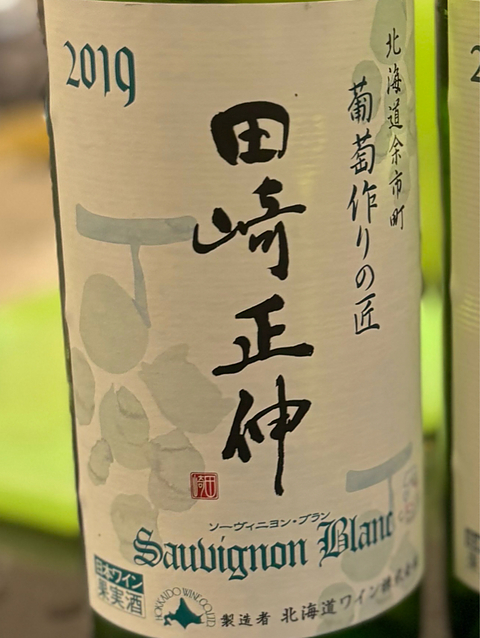 2019
北海道余市町
葡萄作りの匠
田崎正伸
ソーヴィニヨン・ブラン
Sauvignon Blanc
日本ワイン
果実酒
HOKKAIDO WINE CO.,LTD
製造者 北海道ワイン株式会社
2